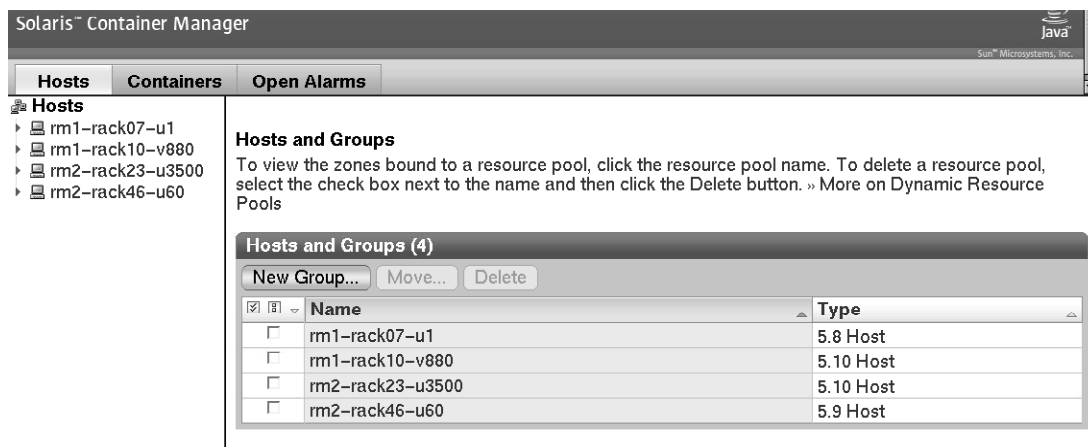 Solaris™ Container Manager
Java™
Sun™ Microsystems, Inc.
Hosts Containers Open Alarms
Hosts
rm1-rack07-u1
rm1-rack10-v880
rm2-rack23-u3500
rm2-rack46-u60
Hosts and Groups
To view the zones bound to a resource pool, click the resource pool name. To delete a resource pool,
select the check box next to the name and then click the Delete button. » More on Dynamic Resource
Pools
Hosts and Groups (4)
New Group... Move... Delete
Name Type
rm1-rack07-u1 5.8 Host
rm1-rack10-v880 5.10 Host
rm2-rack23-u3500 5.10 Host
rm2-rack46-u60 5.9 Host